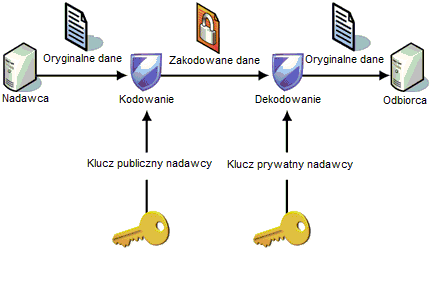 Oryginalne dane
Zakodowane dane
Oryginalne dane
Nadawca
Kodowanie
Dekodowanie
Odbiorca
Klucz publiczny nadawcy
Klucz prywatny nadawcy